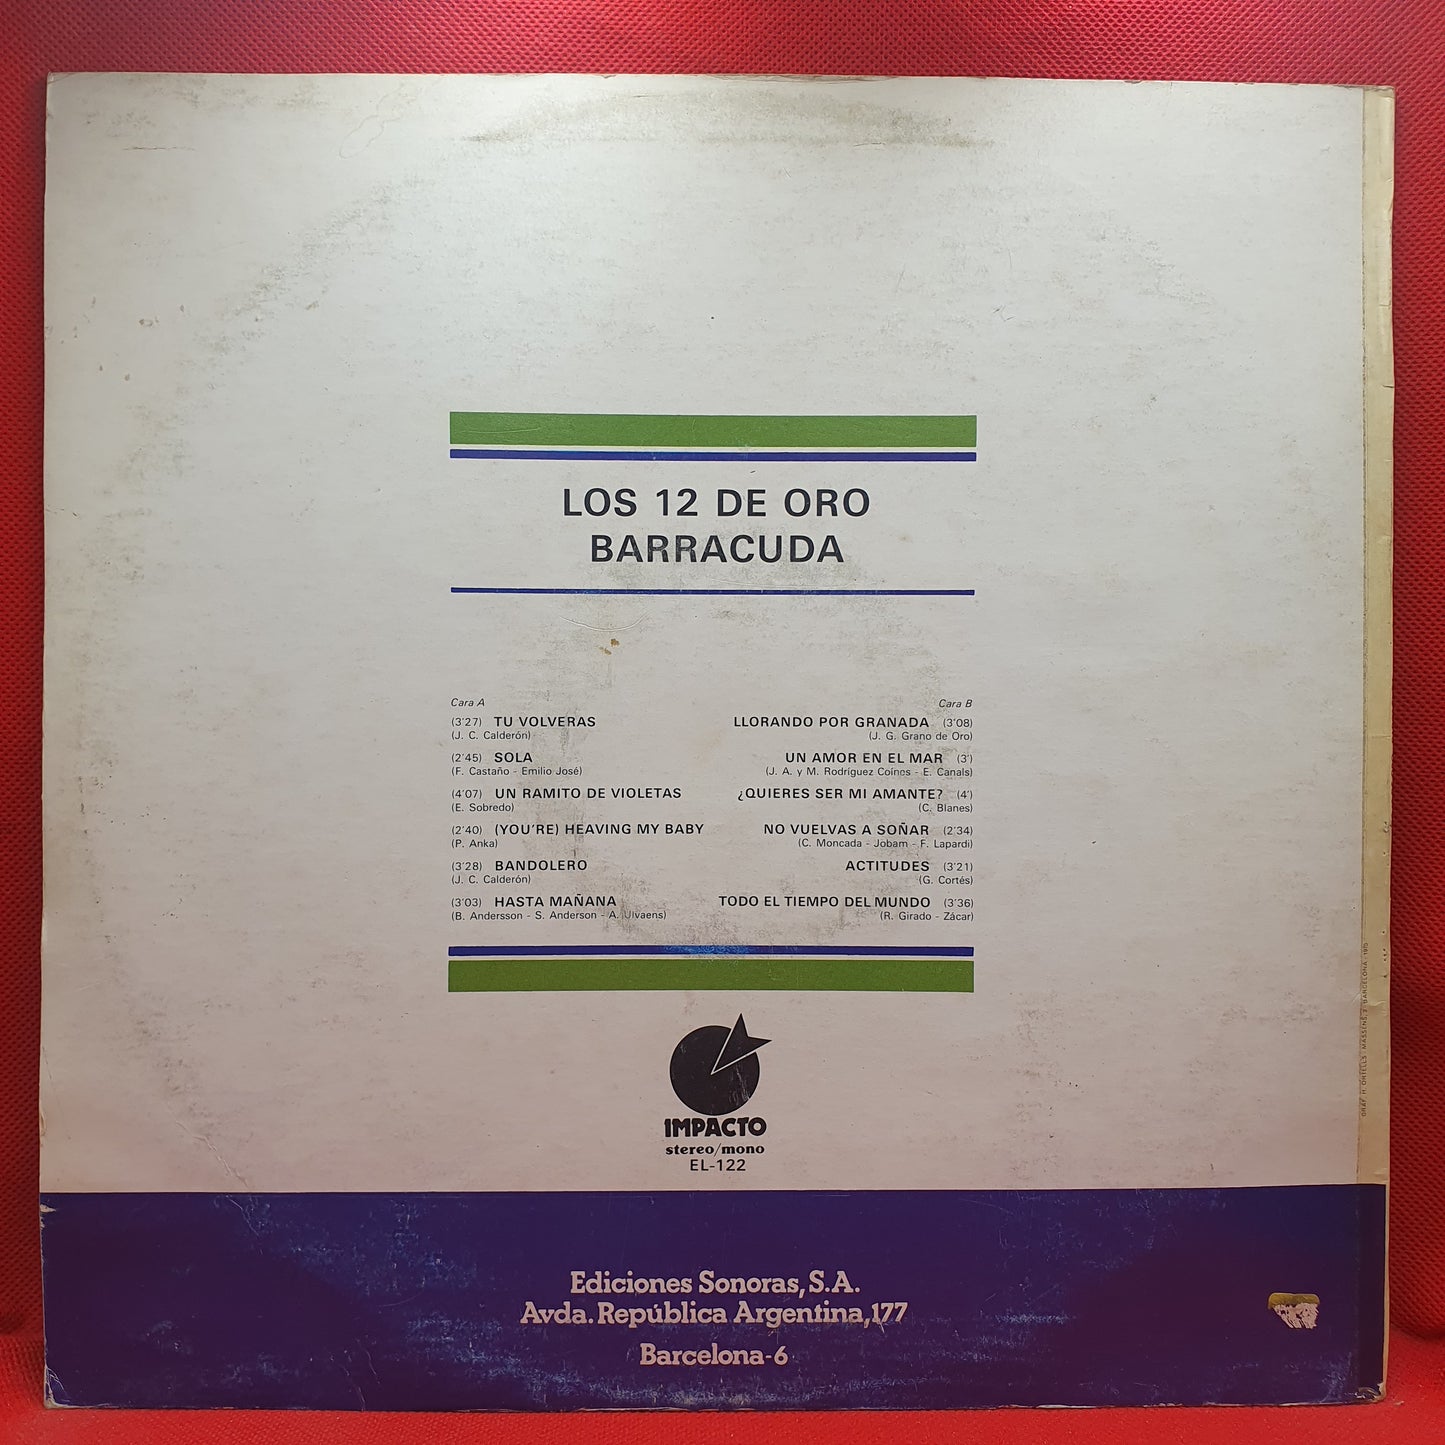 LOS 12 DE ORO
BARRACUDA
Cara A
(3'27) TU VOLVERAS
(J. C. Calderón)
(2'45) SOLA
(F. Castaño - Emilio José)
(4'07) UN RAMITO DE VIOLETAS
(E. Sobredo)
(2'40) (YOU'RE) HEAVING MY BABY
(P. Anka)
(3'28) BANDOLERO
(J. C. Calderón)
(3'03) HASTA MAÑANA
(B. Andersson - S. Anderson - A. Ulvaens)
Cara B
LLORANDO POR GRANADA (3'08)
(J. G. Grano de Oro)
UN AMOR EN EL MAR (3')
(J. A. y M. Rodríguez Coínes - E. Canals)
¿QUIERES SER MI AMANTE? (4')
(C. Blanes)
NO VUELVAS A SOÑAR (2'34)
(C. Moncada - Jobam - F. Lapardi)
ACTITUDES (3'21)
(G. Cortés)
TODO EL TIEMPO DEL MUNDO (3'36)
(R. Girado - Zácar)
IMPACTO
stereo/mono
EL-122
Ediciones Sonoras, S.A.
Avda. República Argentina, 177
Barcelona-6
GRAF. H. ORTELLS. MASSENS, BARCELONA